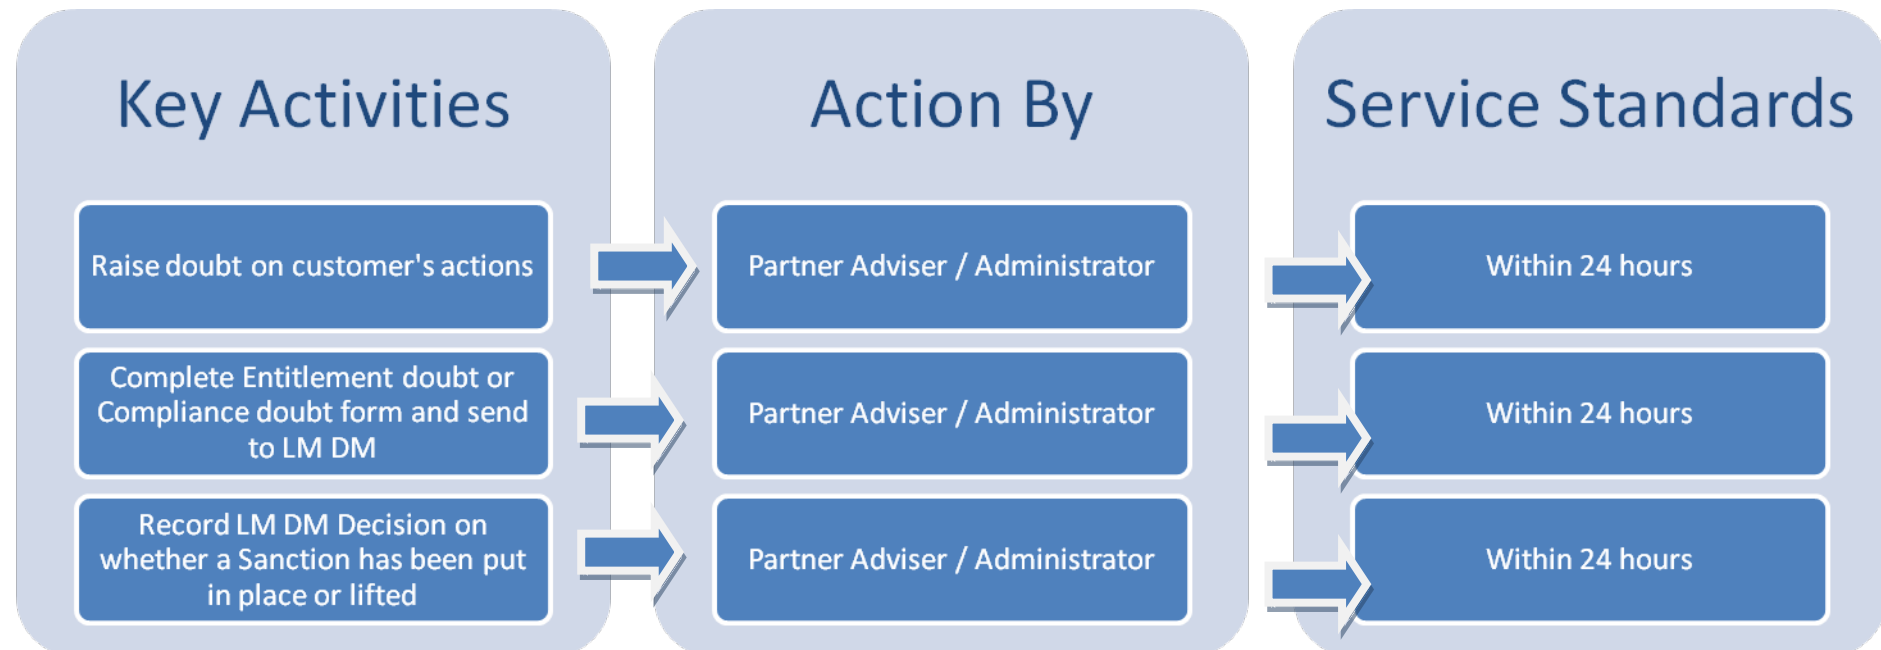 Key Activities
Action By
Service Standards
Raise doubt on customer's actions
Partner Adviser / Administrator
Within 24 hours
Complete Entitlement doubt or
Compliance doubt form and send
to LM DM
Partner Adviser / Administrator
Within 24 hours
Record LM DM Decision on
whether a Sanction has been put
in place or lifted
Partner Adviser / Administrator
Within 24 hours